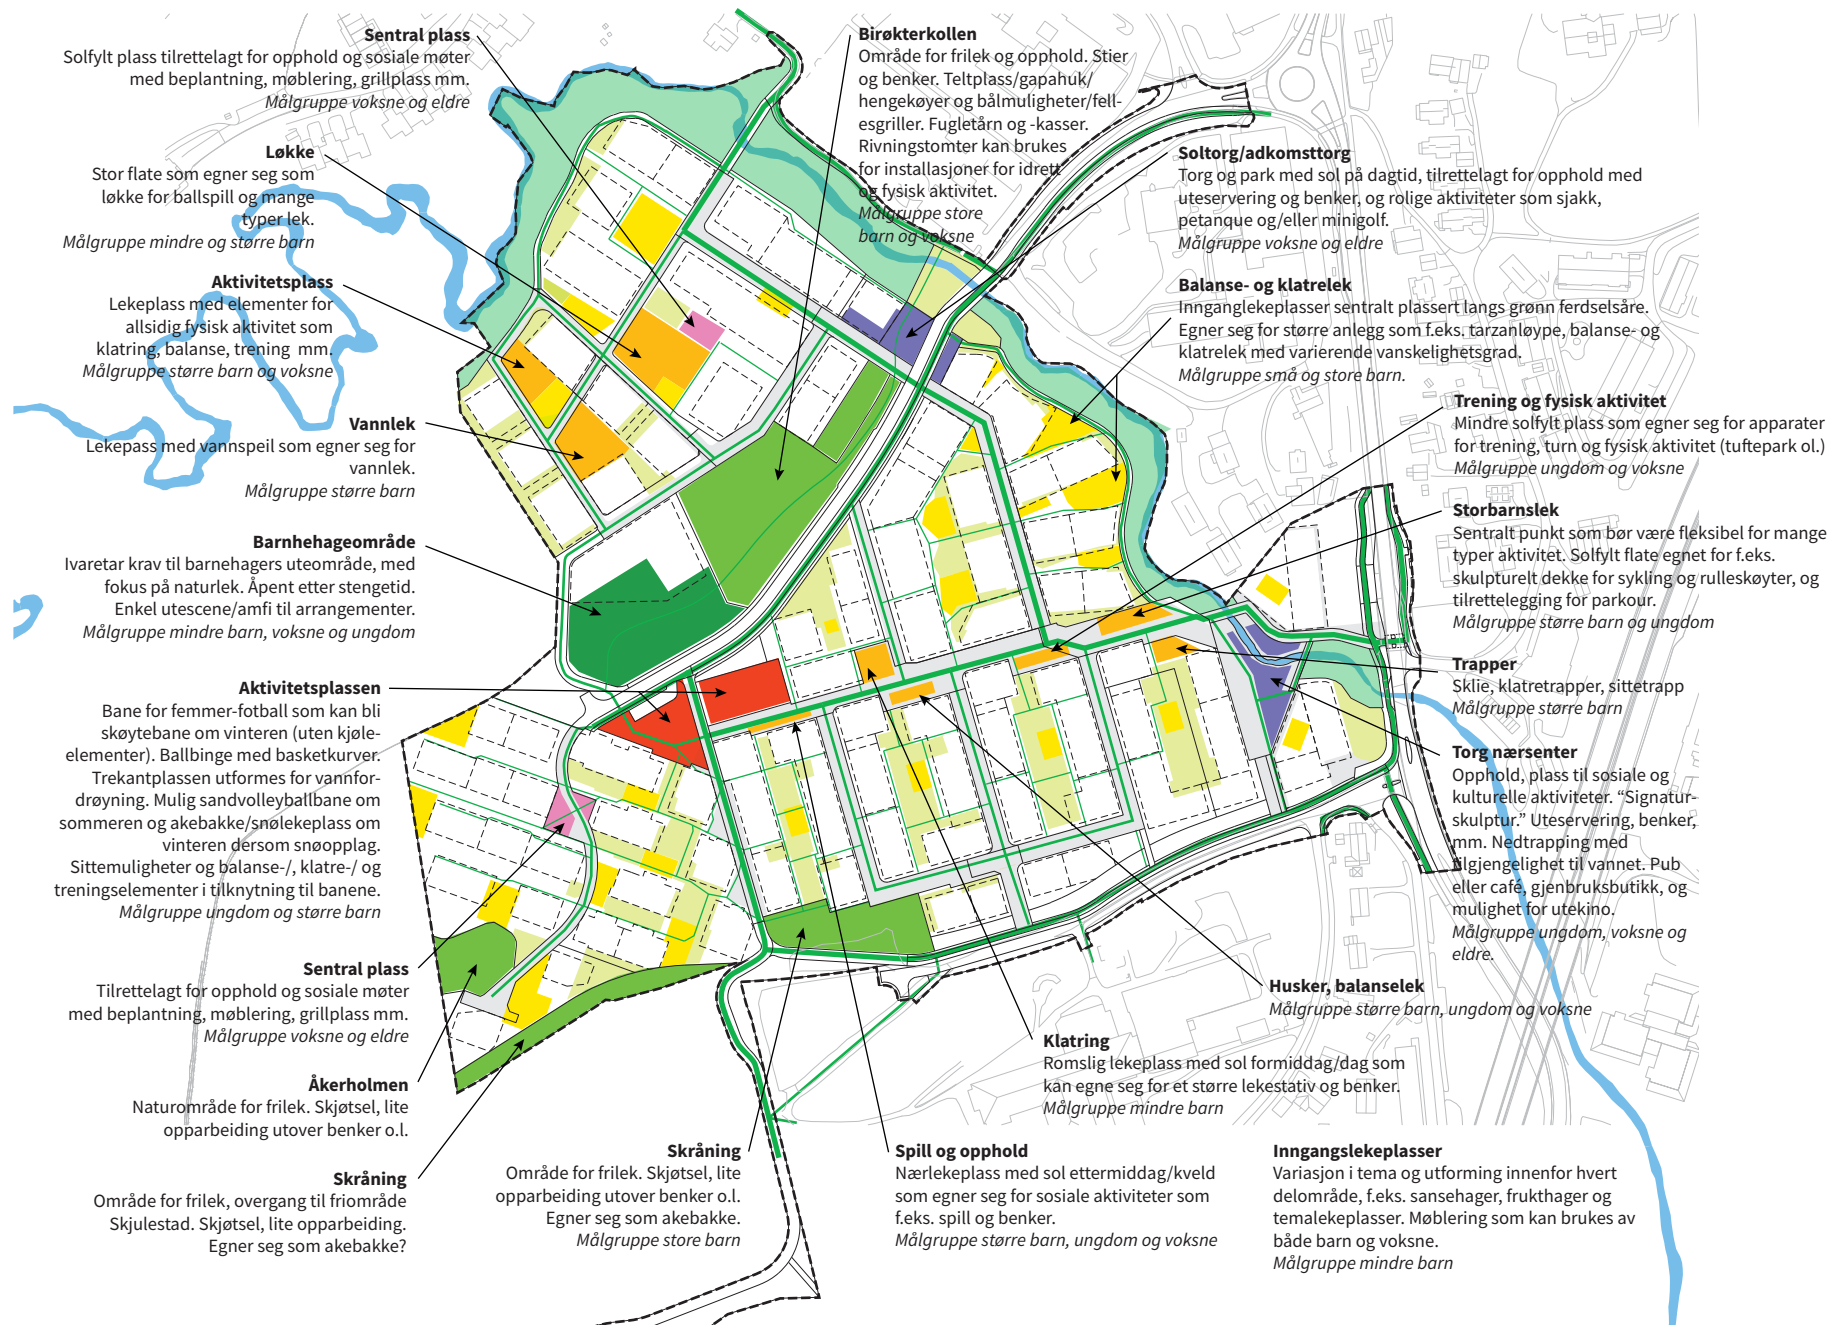 Sentral plass
Solfylt plass tilrettelagt for opphold og sosiale møter
med beplantning, møblering, grillplass mm.
Målgruppe voksne og eldre
Løkke
Stor flate som egner seg som
løkke for ballspill og mange
typer lek.
Målgruppe mindre og større barn
Aktivitetsplass
Lekeplass med elementer for
allsidig fysisk aktivitet som
klatring, balanse, trening mm.
Målgruppe større barn og voksne
Vannlek
Lekepass med vannspeil som egner seg for
vannlek.
Målgruppe større barn
Barnhehageområde
Ivaretar krav til barnehagers uteområde, med
fokus på naturlek. Åpent etter stengetid.
Enkel utescene/amfi til arrangementer.
Målgruppe mindre barn, voksne og ungdom
Aktivitetsplassen
Bane for femmer-fotball som kan bli
skøytebane om vinteren (uten kjøle-
elementer). Ballbinge med basketkurver.
Trekantplassen utformes for vannfor-
drøyning. Mulig sandvolleyballbane om
sommeren og akebakke/snølekeplass om
vinteren dersom snøopplag.
Sittemuligheter og balanse-/, klatre-/ og
treningselementer i tilknytning til banene.
Målgruppe ungdom og større barn
Sentral plass
Tilrettelagt for opphold og sosiale møter
med beplantning, møblering, grillplass mm.
Målgruppe voksne og eldre
Åkerholmen
Naturområde for frilek. Skjøtsel, lite
opparbeiding utover benker o.l.
Skråning
Område for frilek, overgang til friområde
Skjulestad. Skjøtsel, lite opparbeiding.
Egner seg som akebakke?
Skråning
Område for frilek. Skjøtsel, lite
opparbeiding utover benker o.l.
Egner seg som akebakke.
Målgruppe store barn
Birøkterkollen
Område for frilek og opphold. Stier
og benker. Teltplass/gapahuk/
hengekøyer og bålmuligheter/fell-
esgriller. Fugletårn og -kasser.
Rivningstomter kan brukes
for installasjoner for idrett
og fysisk aktivitet.
Målgruppe store
barn og voksne
Soltorg/adkomsttorg
Torg og park med sol på dagtid, tilrettelagt for opphold med
uteservering og benker, og rolige aktiviteter som sjakk,
petanque og/eller minigolf.
Målgruppe voksne og eldre
Balanse- og klatrelek
Innganglekeplasser sentralt plassert langs grønn ferdselsåre.
Egner seg for større anlegg som f.eks. tarzanløype, balanse- og
klatrelek med varierende vanskelighetsgrad.
Målgruppe små og store barn.
Trening og fysisk aktivitet
Mindre solfylt plass som egner seg for apparater
for trening, turn og fysisk aktivitet (tuftepark ol.)
Målgruppe ungdom og voksne
Storbarnslek
Sentralt punkt som bør være fleksibel for mange
typer aktivitet. Solfylt flate egnet for f.eks.
skulpturelt dekke for sykling og rulleskøyter, og
tilrettelegging for parkour.
Målgruppe større barn og ungdom
Trapper
Sklie, klatretrapper, sittetrapp
Målgruppe større barn
Torg nærsenter
Opphold, plass til sosiale og
kulturelle aktiviteter. “Signatur-
skulptur.” Uteservering, benker,
mm. Nedtrapping med
tilgjengelighet til vannet. Pub
eller café, gjenbruksbutikk, og
mulighet for utekino.
Målgruppe ungdom, voksne og
eldre.
Husker, balanselek
Målgruppe større barn, ungdom og voksne
Klatring
Romslig lekeplass med sol formiddag/dag som
kan egne seg for et større lekestativ og benker.
Målgruppe mindre barn
Spill og opphold
Nærlekeplass med sol ettermiddag/kveld
som egner seg for sosiale aktiviteter som
f.eks. spill og benker.
Målgruppe større barn, ungdom og voksne
Inngangslekeplasser
Variasjon i tema og utforming innenfor hvert
delområde, f.eks. sansehager, frukthager og
temalekeplasser. Møblering som kan brukes av
både barn og voksne.
Målgruppe mindre barn